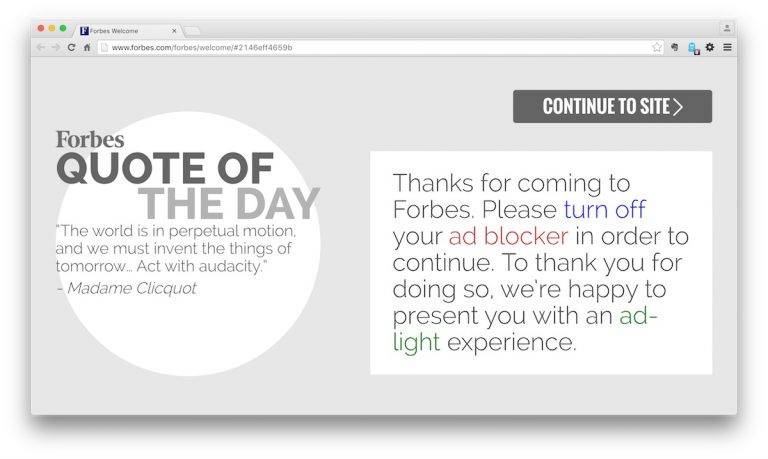 Forbes Welcome
www.forbes.com/forbes/welcome/#2146eff4659b
CONTINUE TO SITE
Forbes
QUOTE OF
THE DAY
“The world is in perpetual motion,
and we must invent the things of
tomorrow… Act with audacity.”
- Madame Clicquot
Thanks for coming to
Forbes. Please turn off
your ad blocker in order to
continue. To thank you for
doing so, we’re happy to
present you with an ad-
light experience.